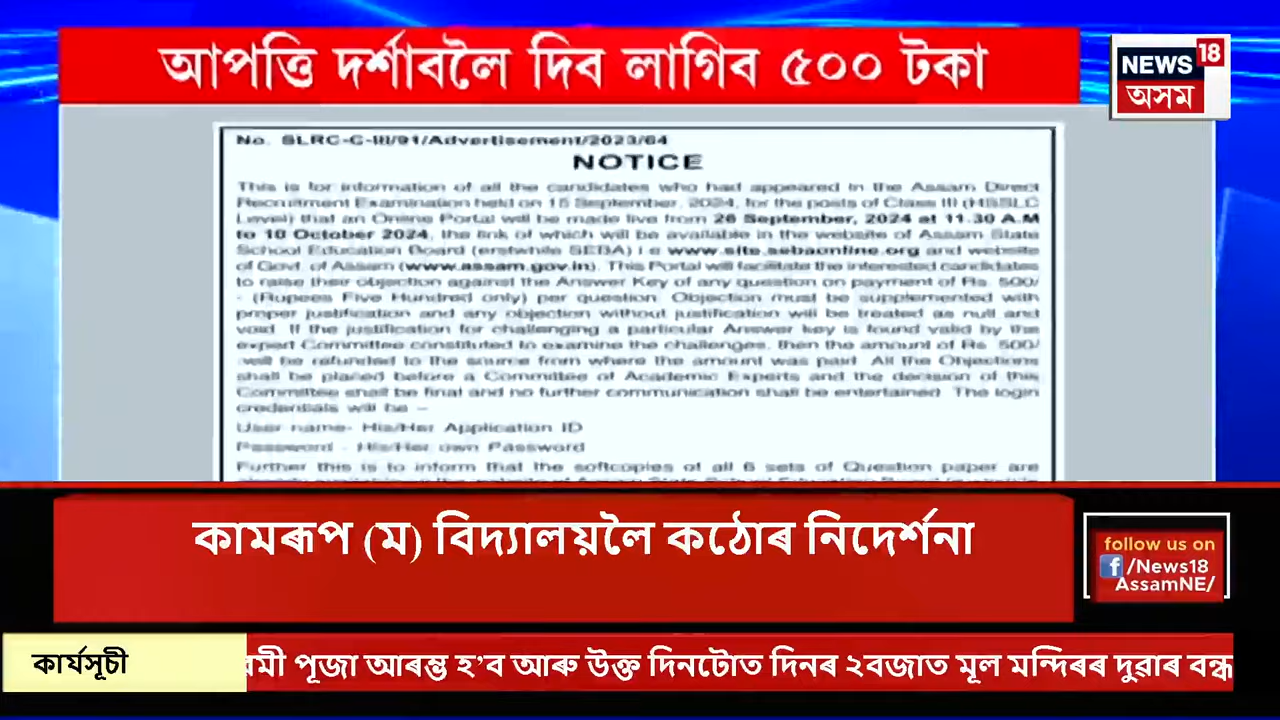 আপত্তি দৰ্শাবলৈ দিব লাগিব ৫০০ টকা
NEWS 18
অসম
No. SLRC-C-III/91/Advertisement/2023/64
NOTICE
This is for information of all the candidates who had appeared in the Assam Direct
Recruitment Examination held on 15 September, 2024, for the posts of Class III (HSSLC
Level) that an Online Portal will be made live from 26 September, 2024 at 11.30 A.M
to 10 October 2024, the link of which will be available in the website of Assam State
School Education Board (erstwhile SEBA) i.e www.site.sebaonline.org and website
of Govt. of Assam (www.assam.gov.in). This Portal will facilitate the interested candidates
to raise their objection against the Answer Key of any question on payment of Rs. 500/
- (Rupees Five Hundred only) per question. Objection must be supplemented with
proper justification and any objection without justification will be treated as null and
void. If the justification for challenging a particular Answer key is found valid by the
expert Committee constituted to examine the challenges, then the amount of Rs. 500/
-will be refunded to the source from where the amount was paid. All the Objections
shall be placed before a Committee of Academic Experts and the decision of this
Committee shall be final and no further communication shall be entertained. The login
credentials will be –
User name- His/Her Application ID
Password - His/Her own Password
Further this is to inform that the softcopies of all 6 sets of Question paper are
কামৰূপ (ম) বিদ্যালয়লৈ কঠোৰ নিদেৰ্শনা
follow us on
f /News18
AssamNE/
কাৰ্যসূচী
পূজা আৰম্ভ হ'ব আৰু উক্ত দিনটোত দিনৰ ২বজাত মূল মন্দিৰৰ দুৱাৰ বন্ধ